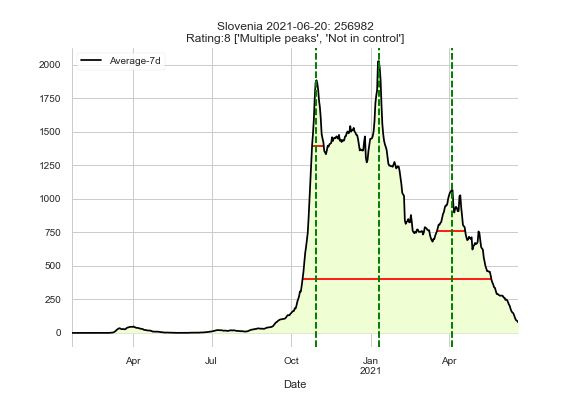 Slovenia 2021-06-20: 256982
Rating:8 ['Multiple peaks', 'Not in control']
Average-7d
2000
1750
1500
1250
1000
750
500
250
0
Apr
Jul
Oct
Jan
2021
Apr
Date